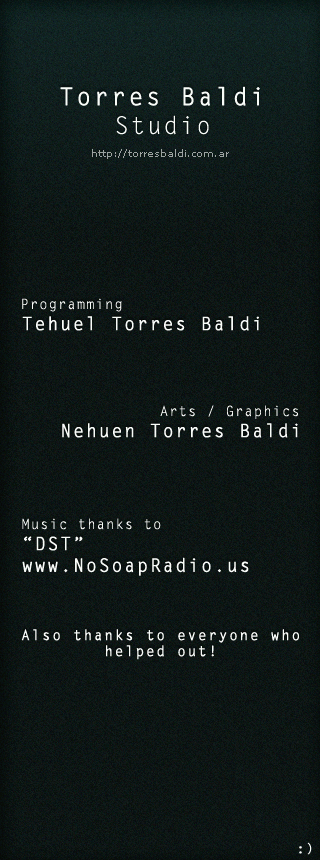 Torres Baldi
Studio
http://torresbaldi.com.ar
Programming
Tehuel Torres Baldi
Arts / Graphics
Nehuen Torres Baldi
Music thanks to
“DST”
www.NoSoapRadio.us
Also thanks to everyone who
helped out!
:)